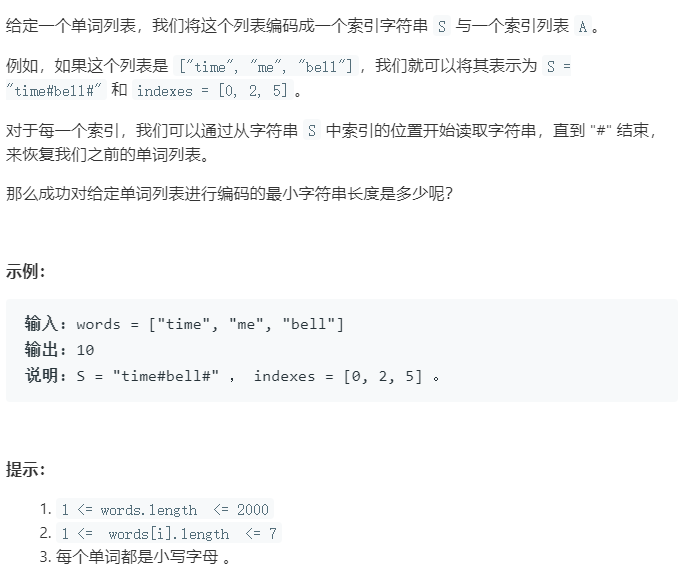 给定一个单词列表，我们将这个列表编码成一个索引字符串 S 与一个索引列表 A。
例如，如果这个列表是 ["time", "me", "bell"]，我们就可以将其表示为 S =
"time#bell#" 和 indexes = [0, 2, 5]。
对于每一个索引，我们可以通过从字符串 S 中索引的位置开始读取字符串，直到 "#" 结束，
来恢复我们之前的单词列表。
那么成功对给定单词列表进行编码的最小字符串长度是多少呢？
示例：
输入：words = ["time", "me", "bell"]
输出：10
说明：S = "time#bell#" ， indexes = [0, 2, 5] 。
提示：
1. 1 <= words.length <= 2000
2. 1 <= words[i].length <= 7
3. 每个单词都是小写字母 。